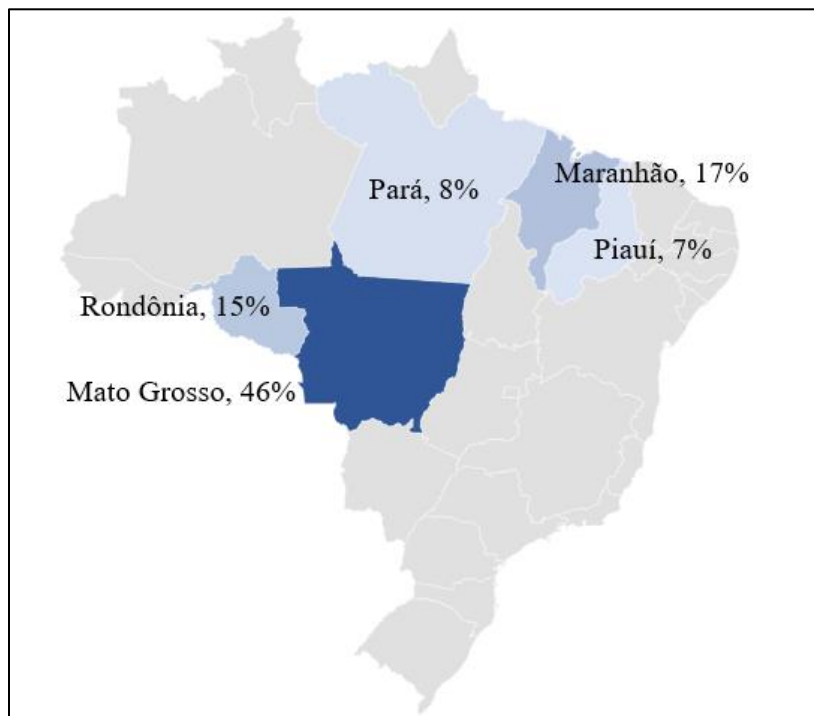 Maranhão, 17%
Pará, 8%
Piauí, 7%
Rondônia, 15%
Mato Grosso, 46%